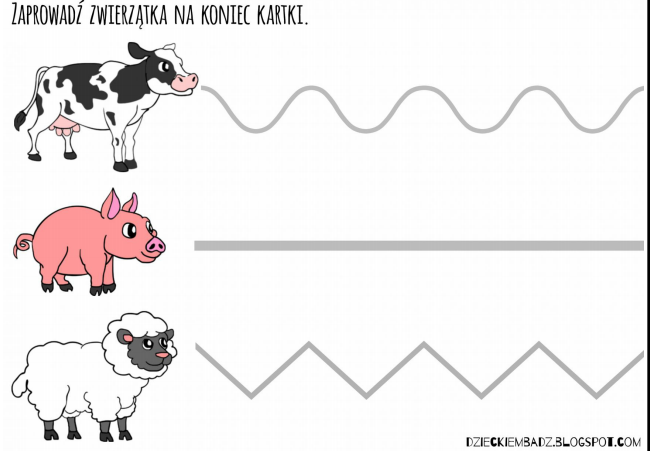 Zaprowadź zwierzątka na koniec kartki.
DZIECKIEMBADZ.BLOGSPOT.COM